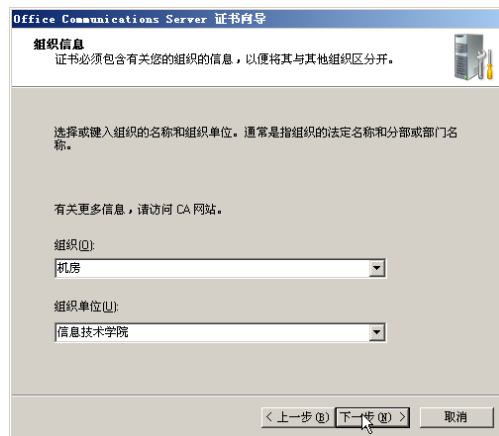 Office Communications Server 证书向导
组织信息
证书必须包含有关您的组织的信息，以便将其与其他组织区分开。
选择或键入组织的名称和组织单位。通常是指组织的法定名称和分部或部门名
称。
有关更多信息，请访问 CA 网站。
组织(O):
机房
组织单位(U):
信息技术学院
< 上一步(B) 下一步(N) > 取消